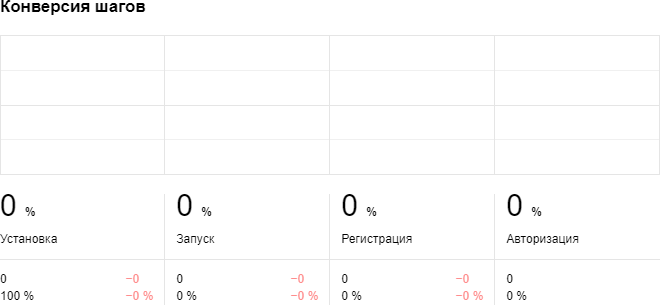 Конверсия шагов
0 % 0 % 0 % 0 %
Установка Запуск Регистрация Авторизация
0 −0 0 −0 0 −0 0
100 % −0 % 0 % −0 % 0 % −0 % 0 %